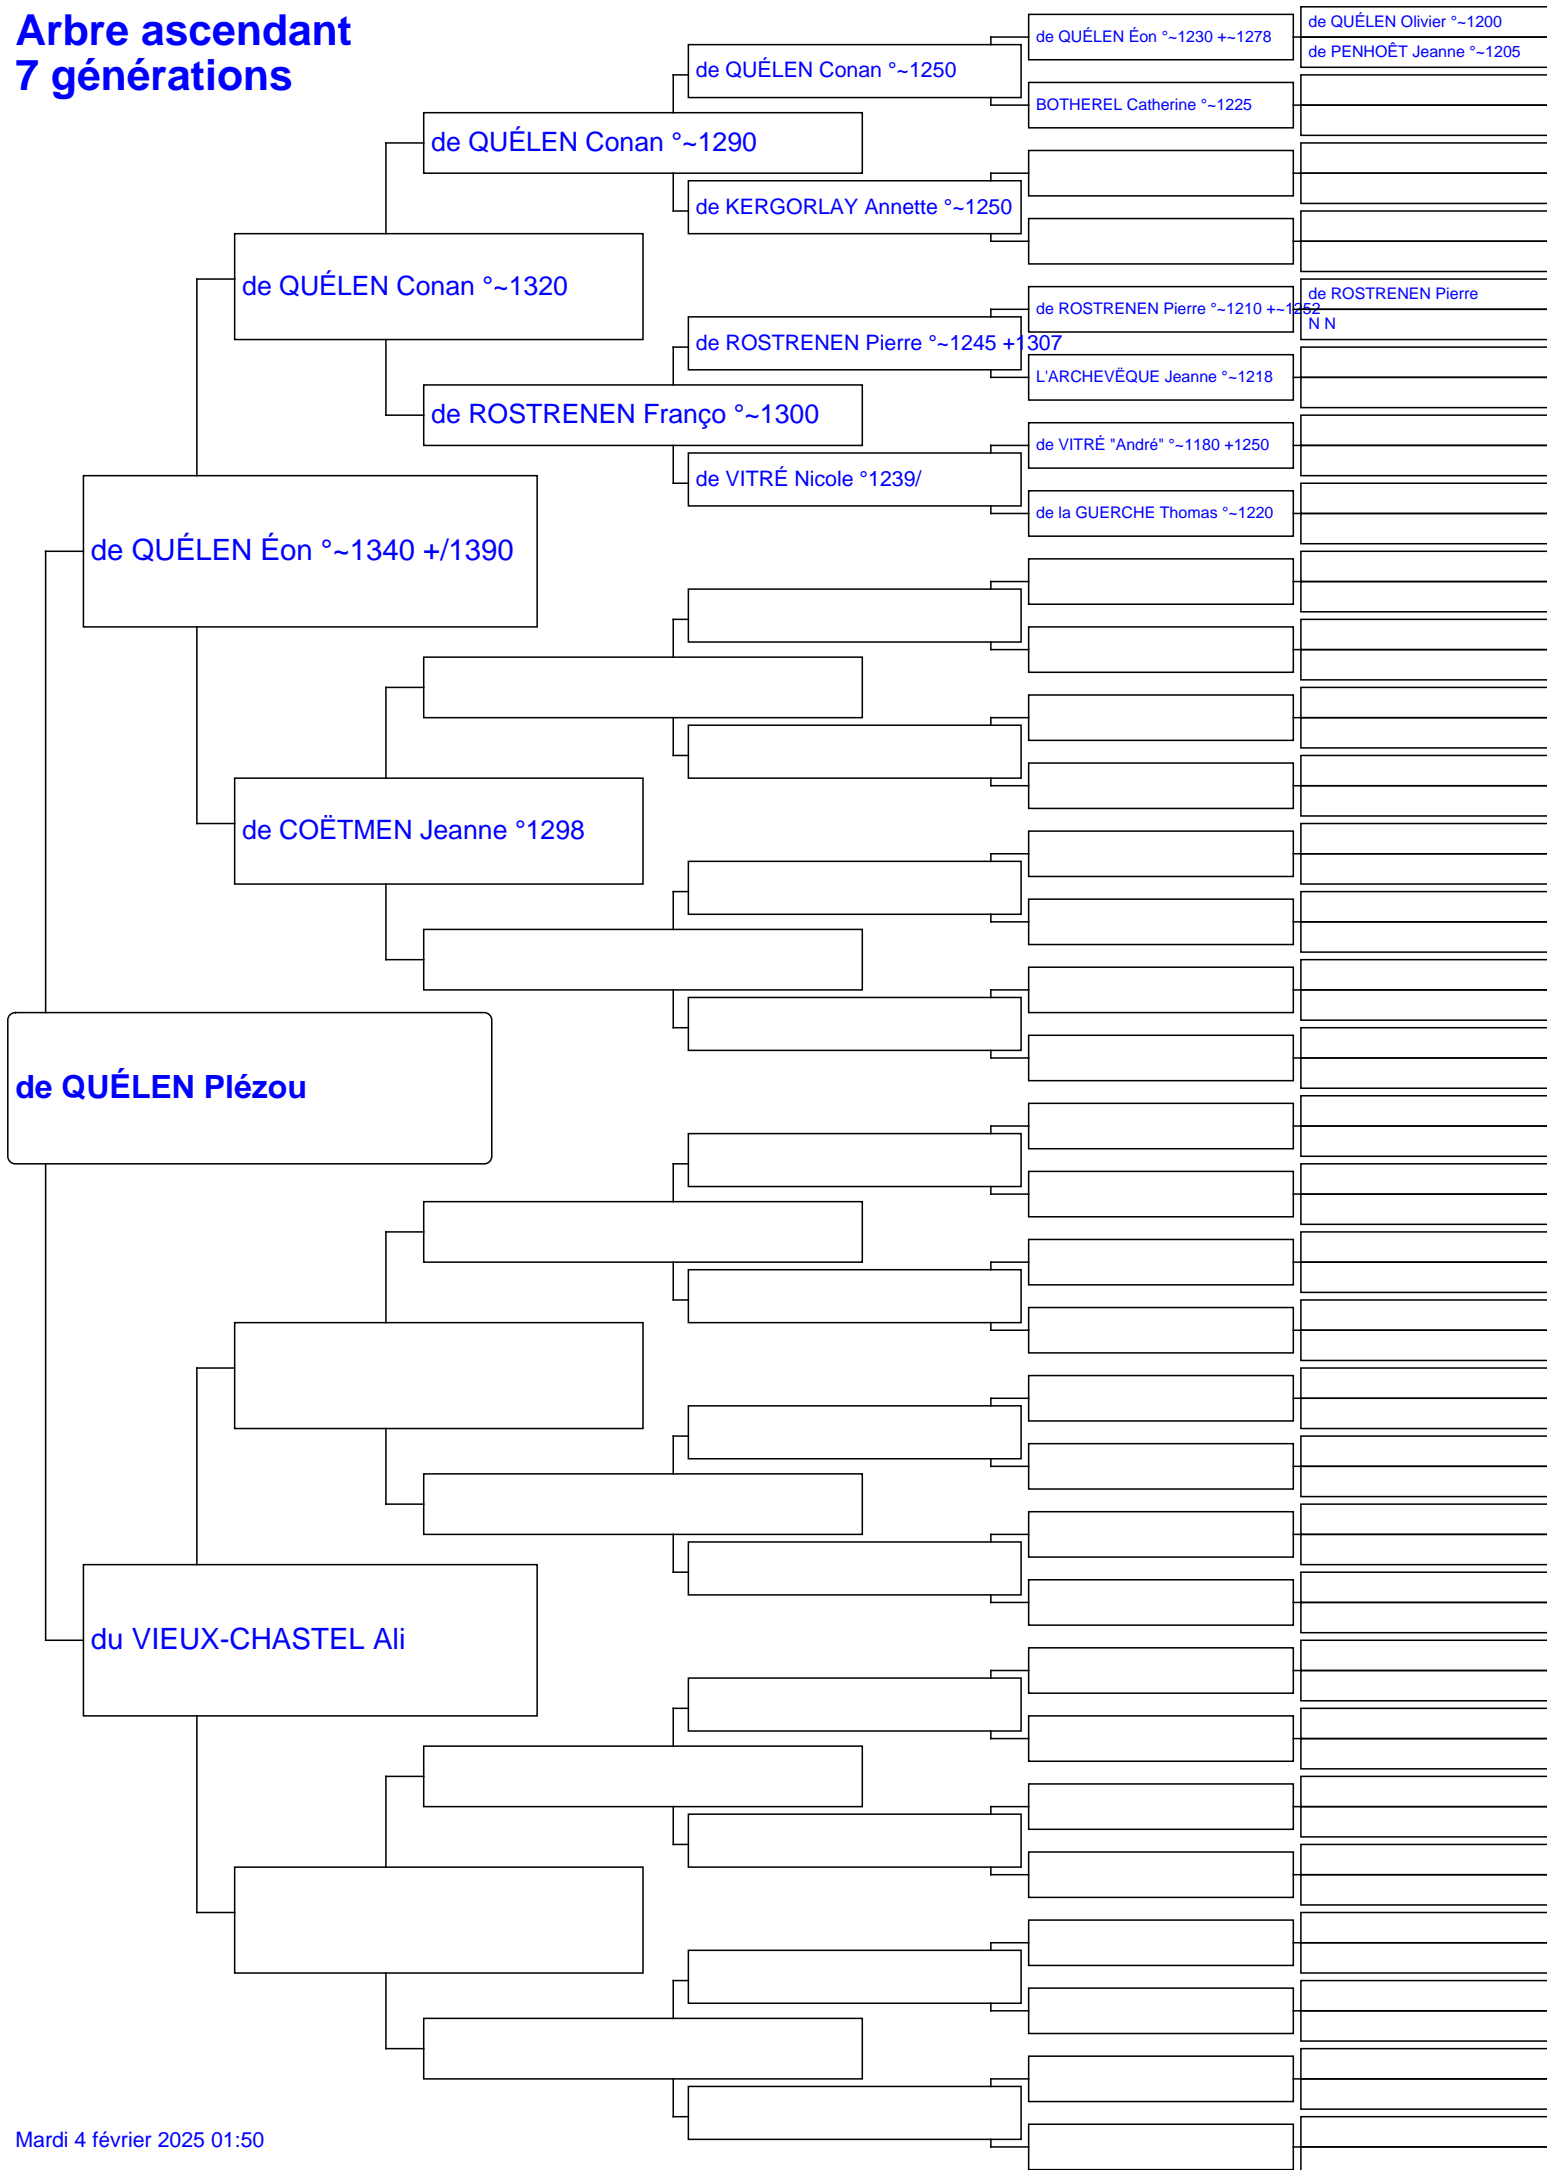 Arbre ascendant
7 générations
de QUÉLEN Olivier °~1200
de QUÉLEN Éon °~1230 +~1278
de PENHOÊT Jeanne °~1205
de QUÉLEN Conan °~1250
BOTHEREL Catherine °~1225
de QUÉLEN Conan °~1290
de KERGORLAY Annette °~1250
de QUÉLEN Conan °~1320
de ROSTRENEN Pierre
de ROSTRENEN Pierre °~1210 +~1252
N N
de ROSTRENEN Pierre °~1245 +1307
L'ARCHEVËQUE Jeanne °~1218
de ROSTRENEN Franço °~1300
de VITRÉ "André" °~1180 +1250
de VITRÉ Nicole °1239/
de la GUERCHE Thomas °~1220
de QUÉLEN Éon °~1340 +/1390
de COËTMEN Jeanne °1298
de QUÉLEN Plézou
du VIEUX-CHASTEL Ali
Mardi 4 février 2025 01:50